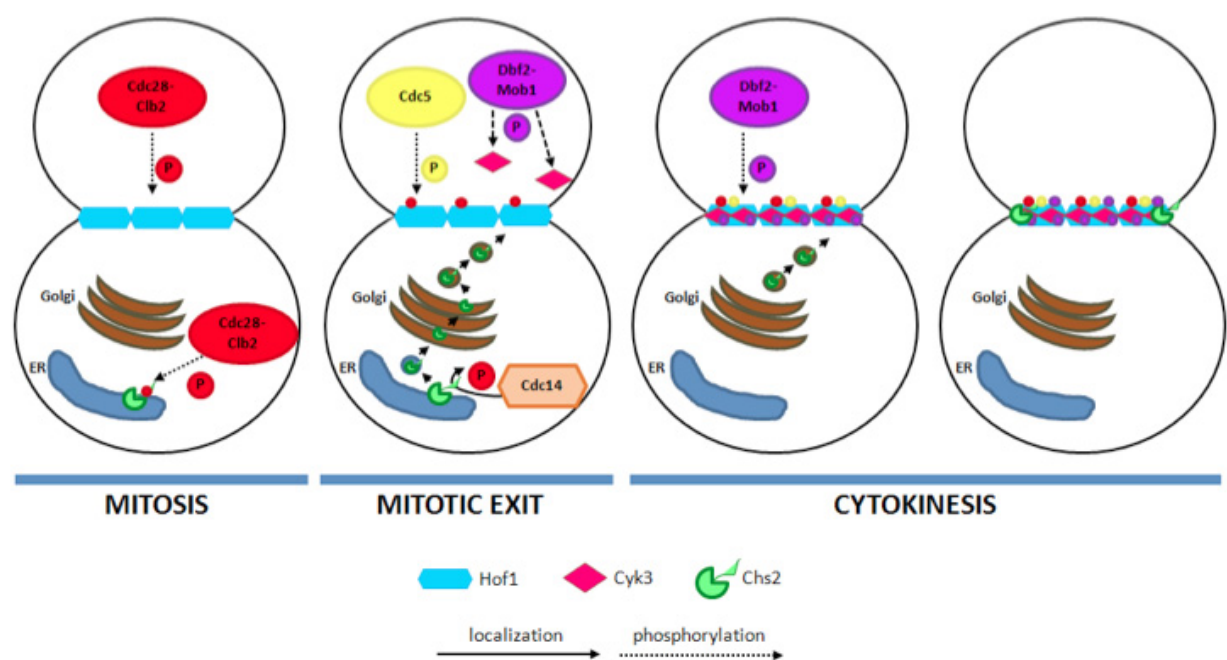 Cdc28-
Clb2
P
Golgi
Cdc28-
Clb2
ER
P
Cdc5
Dbf2-
Mob1
P
P
Golgi
ER
P
Cdc14
Dbf2-
Mob1
P
Golgi
ER
Golgi
ER
MITOSIS
MITOTIC EXIT
CYTOKINESIS
Hof1
Cyk3
Chs2
localization
phosphorylation